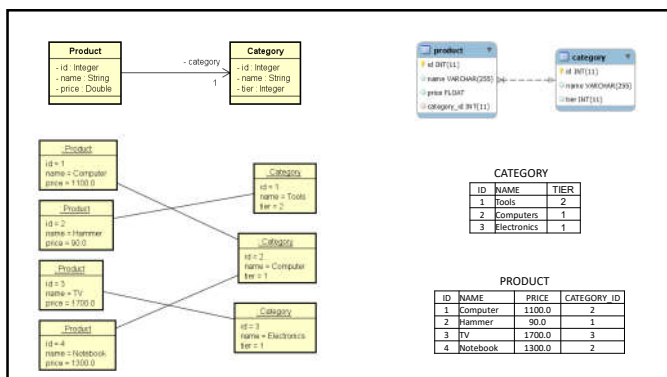 Product
- id : Integer
- name : String
- price : Double
- category
1
Category
- id : Integer
- name : String
- tier : Integer
product
id INT(11)
name VARCHAR(255)
price FLOAT
category_id INT(11)
category
id INT(11)
name VARCHAR(255)
tier INT(11)
Product
id = 1
name = Computer
price = 1100.0
Product
id = 2
name = Hammer
price = 90.0
Product
id = 3
name = TV
price = 1700.0
Product
id = 4
name = Notebook
price = 1300.0
Category
id = 1
name = Tools
tier = 2
Category
id = 2
name = Computer
tier = 1
Category
id = 3
name = Electronics
tier = 1
CATEGORY
ID NAME TIER
1 Tools 2
2 Computers 1
3 Electronics 1
PRODUCT
ID NAME PRICE CATEGORY_ID
1 Computer 1100.0 2
2 Hammer 90.0 1
3 TV 1700.0 3
4 Notebook 1300.0 2